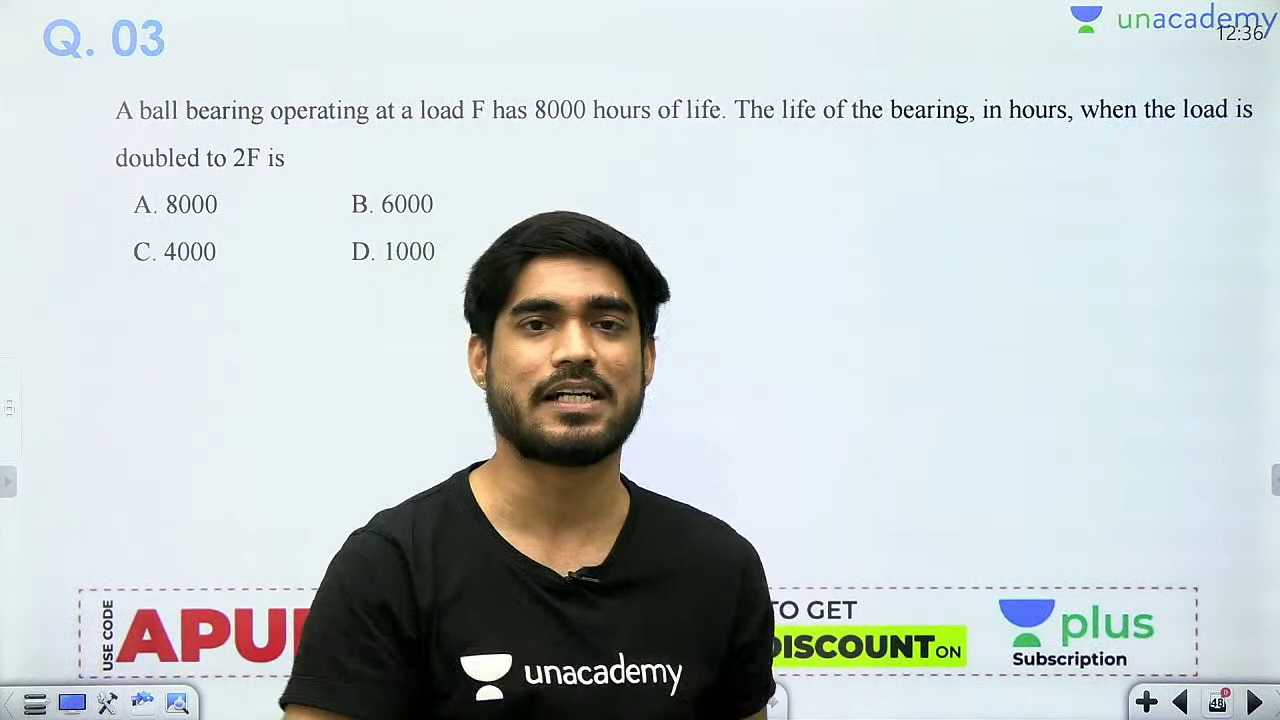 Q. 03
unacademy
12:36
A ball bearing operating at a load F has 8000 hours of life. The life of the bearing, in hours, when the load is
doubled to 2F is
A. 8000 B. 6000
C. 4000 D. 1000
USE CODE
TO GET
DISCOUNT ON
plus
Subscription
unacademy
48
0